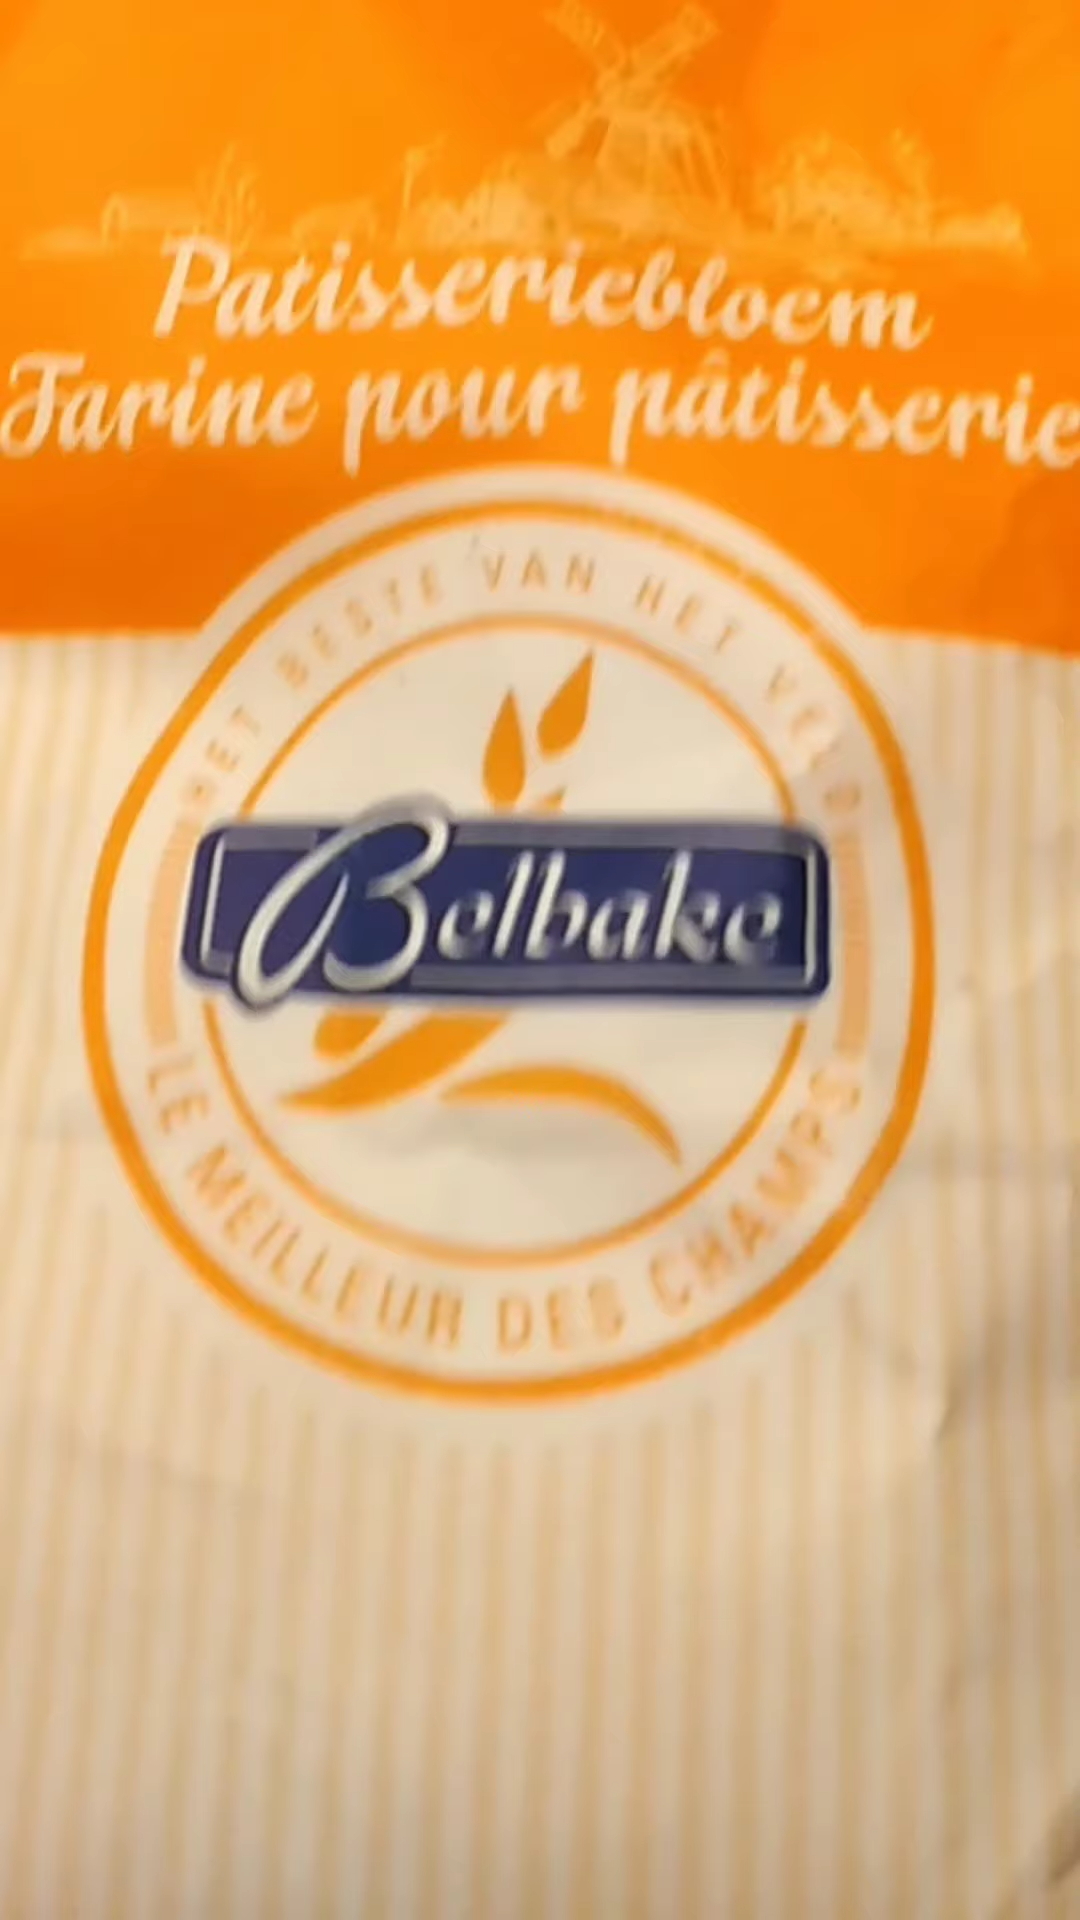 Patisseriebloem
Farine pour pâtisserie
HET BESTE VAN HET VELD
Belbake
LE MEILLEUR DES CHAMPS